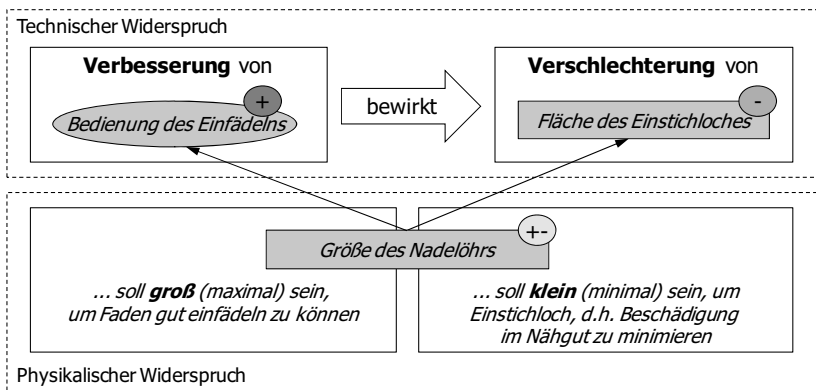 Technischer Widerspruch
Verbesserung von
+
Bedienung des Einfädelns
bewirkt
Verschlechterung von
-
Fläche des Einstichloches
+-
Größe des Nadelöhrs
... soll groß (maximal) sein,
um Faden gut einfädeln zu können
... soll klein (minimal) sein, um
Einstichloch, d.h. Beschädigung
im Nähgut zu minimieren
Physikalischer Widerspruch